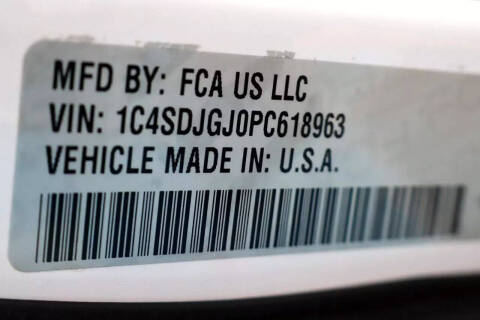 MFD BY: FCA US LLC
VIN: 1C4SDJGJ0PC618963
VEHICLE MADE IN: U.S.A.